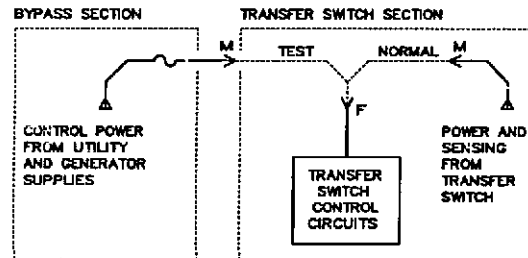 BYPASS SECTION
TRANSFER SWITCH SECTION
M
TEST
NORMAL
M
F
CONTROL POWER
FROM UTILITY
AND GENERATOR
SUPPLIES
TRANSFER
SWITCH
CONTROL
CIRCUITS
POWER AND
SENSING
FROM
TRANSFER
SWITCH